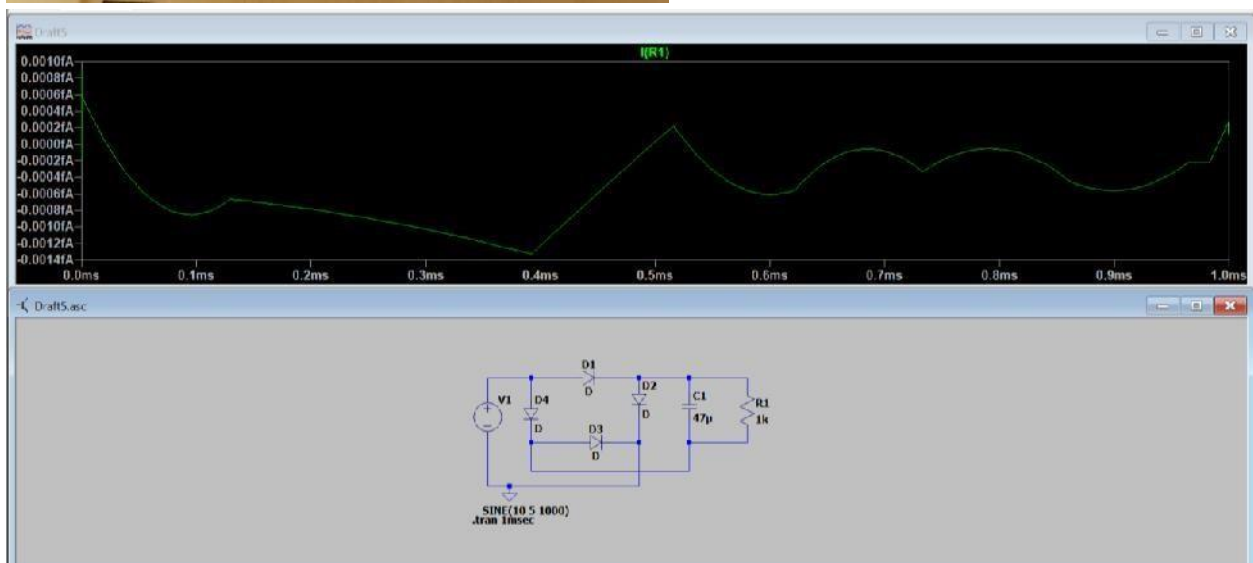 Draft5
I(R1)
0.0010fA
0.0008fA
0.0006fA
0.0004fA
0.0002fA
0.0000fA
-0.0002fA
-0.0004fA
-0.0006fA
-0.0008fA
-0.0010fA
-0.0012fA
-0.0014fA
0.0ms 0.1ms 0.2ms 0.3ms 0.4ms 0.5ms 0.6ms 0.7ms 0.8ms 0.9ms 1.0ms
Draft5.asc
D1
D
V1 D4 D2 C1 R1
D D 47µ 1k
D3
D
SINE(10 5 1000)
.tran 1msec